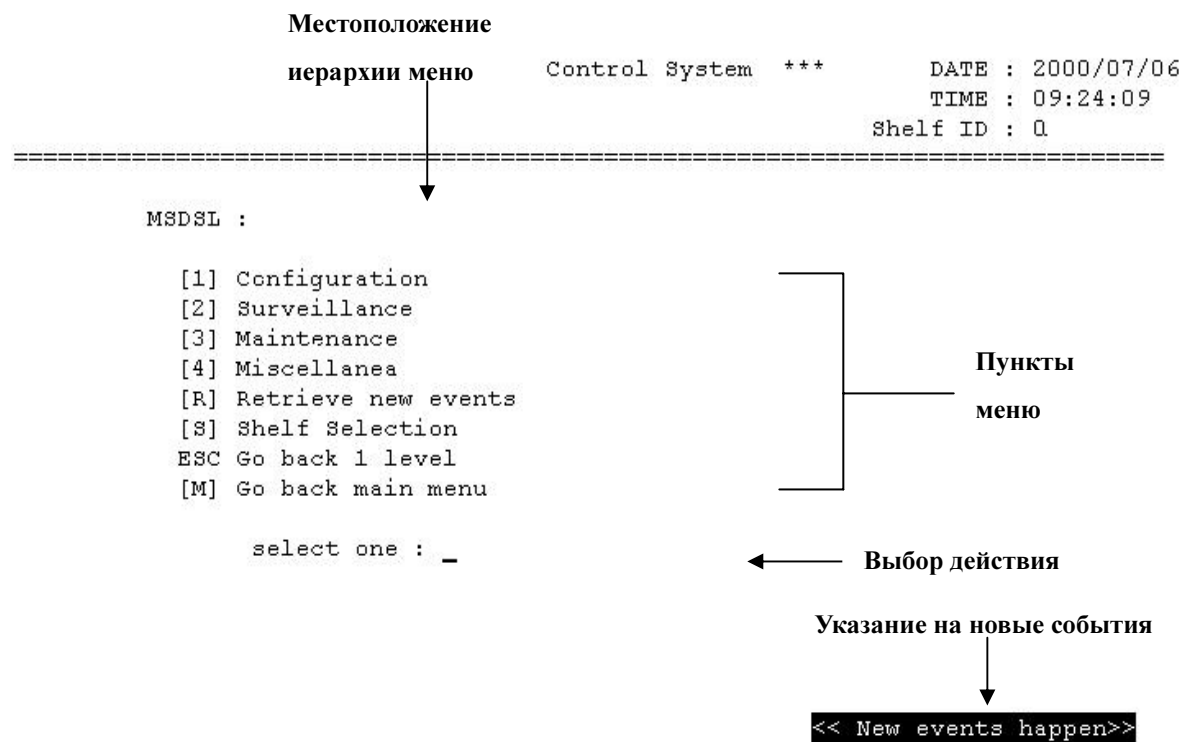 Местоположение
иерархии меню
Control System *** DATE : 2000/07/06
TIME : 09:24:09
Shelf ID : 0
================================================================================
MSDSL :
[1] Configuration
[2] Surveillance
[3] Maintenance
[4] Miscellanea
[R] Retrieve new events
[S] Shelf Selection
ESC Go back 1 level
[M] Go back main menu
Пункты
меню
select one : _
Выбор действия
Указание на новые события
<< New events happen>>